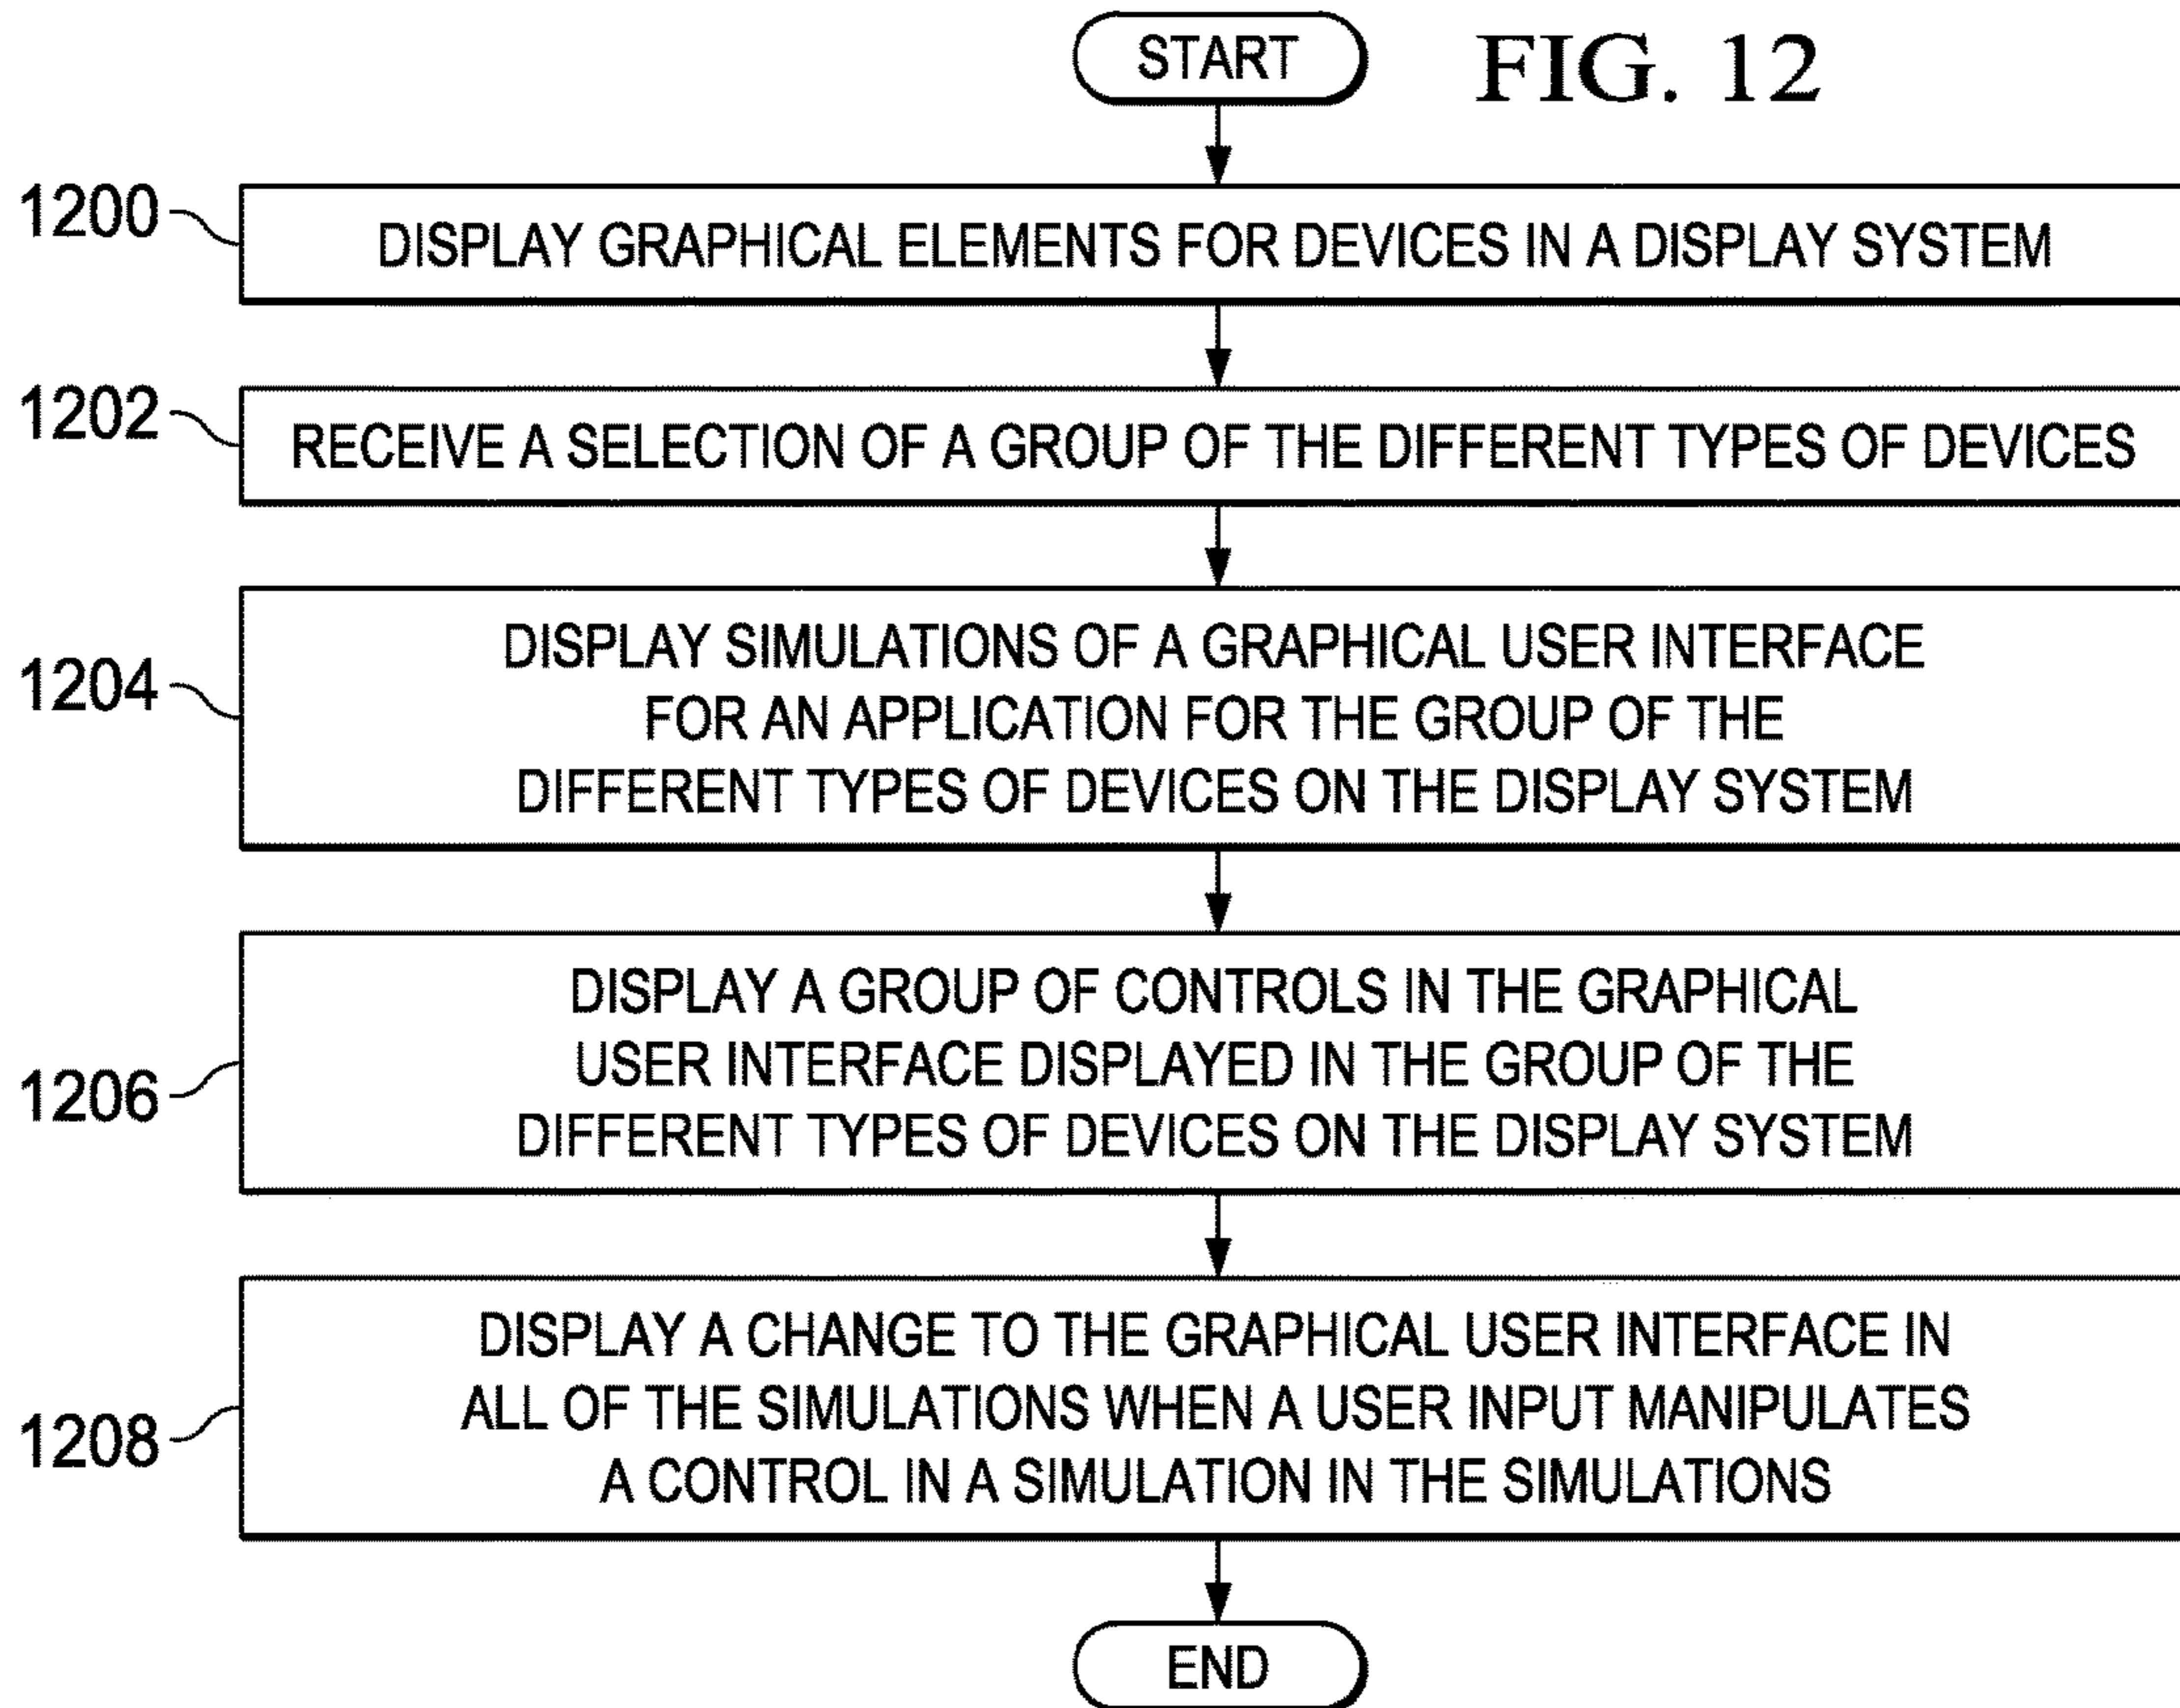 START
FIG. 12
1200
DISPLAY GRAPHICAL ELEMENTS FOR DEVICES IN A DISPLAY SYSTEM
1202
RECEIVE A SELECTION OF A GROUP OF THE DIFFERENT TYPES OF DEVICES
1204
DISPLAY SIMULATIONS OF A GRAPHICAL USER INTERFACE
FOR AN APPLICATION FOR THE GROUP OF THE
DIFFERENT TYPES OF DEVICES ON THE DISPLAY SYSTEM
1206
DISPLAY A GROUP OF CONTROLS IN THE GRAPHICAL
USER INTERFACE DISPLAYED IN THE GROUP OF THE
DIFFERENT TYPES OF DEVICES ON THE DISPLAY SYSTEM
1208
DISPLAY A CHANGE TO THE GRAPHICAL USER INTERFACE IN
ALL OF THE SIMULATIONS WHEN A USER INPUT MANIPULATES
A CONTROL IN A SIMULATION IN THE SIMULATIONS
END